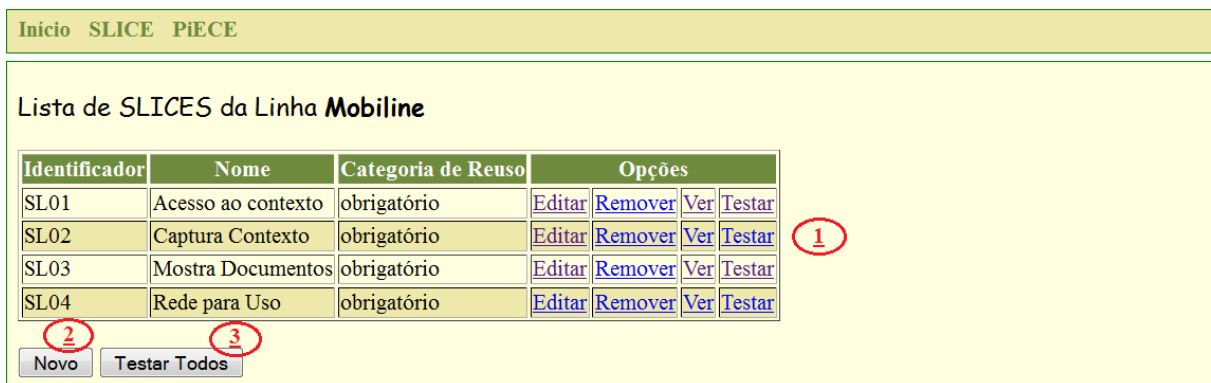 Início SLICE PiECE
Lista de SLICES da Linha Mobiline
Identificador Nome Categoria de Reuso Opções
SL01 Acesso ao contexto obrigatório Editar Remover Ver Testar
SL02 Captura Contexto obrigatório Editar Remover Ver Testar 1
SL03 Mostra Documentos obrigatório Editar Remover Ver Testar
SL04 Rede para Uso obrigatório Editar Remover Ver Testar
2 3
Novo Testar Todos